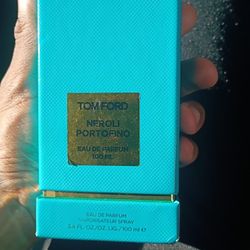 TOM FORD
NEROLI
PORTOFINO
EAU DE PARFUM
100 ML
EAU DE PARFUM
VAPORISATEUR SPRAY
3.4 FL.OZ./OZ.LIQ./100 ml ℮